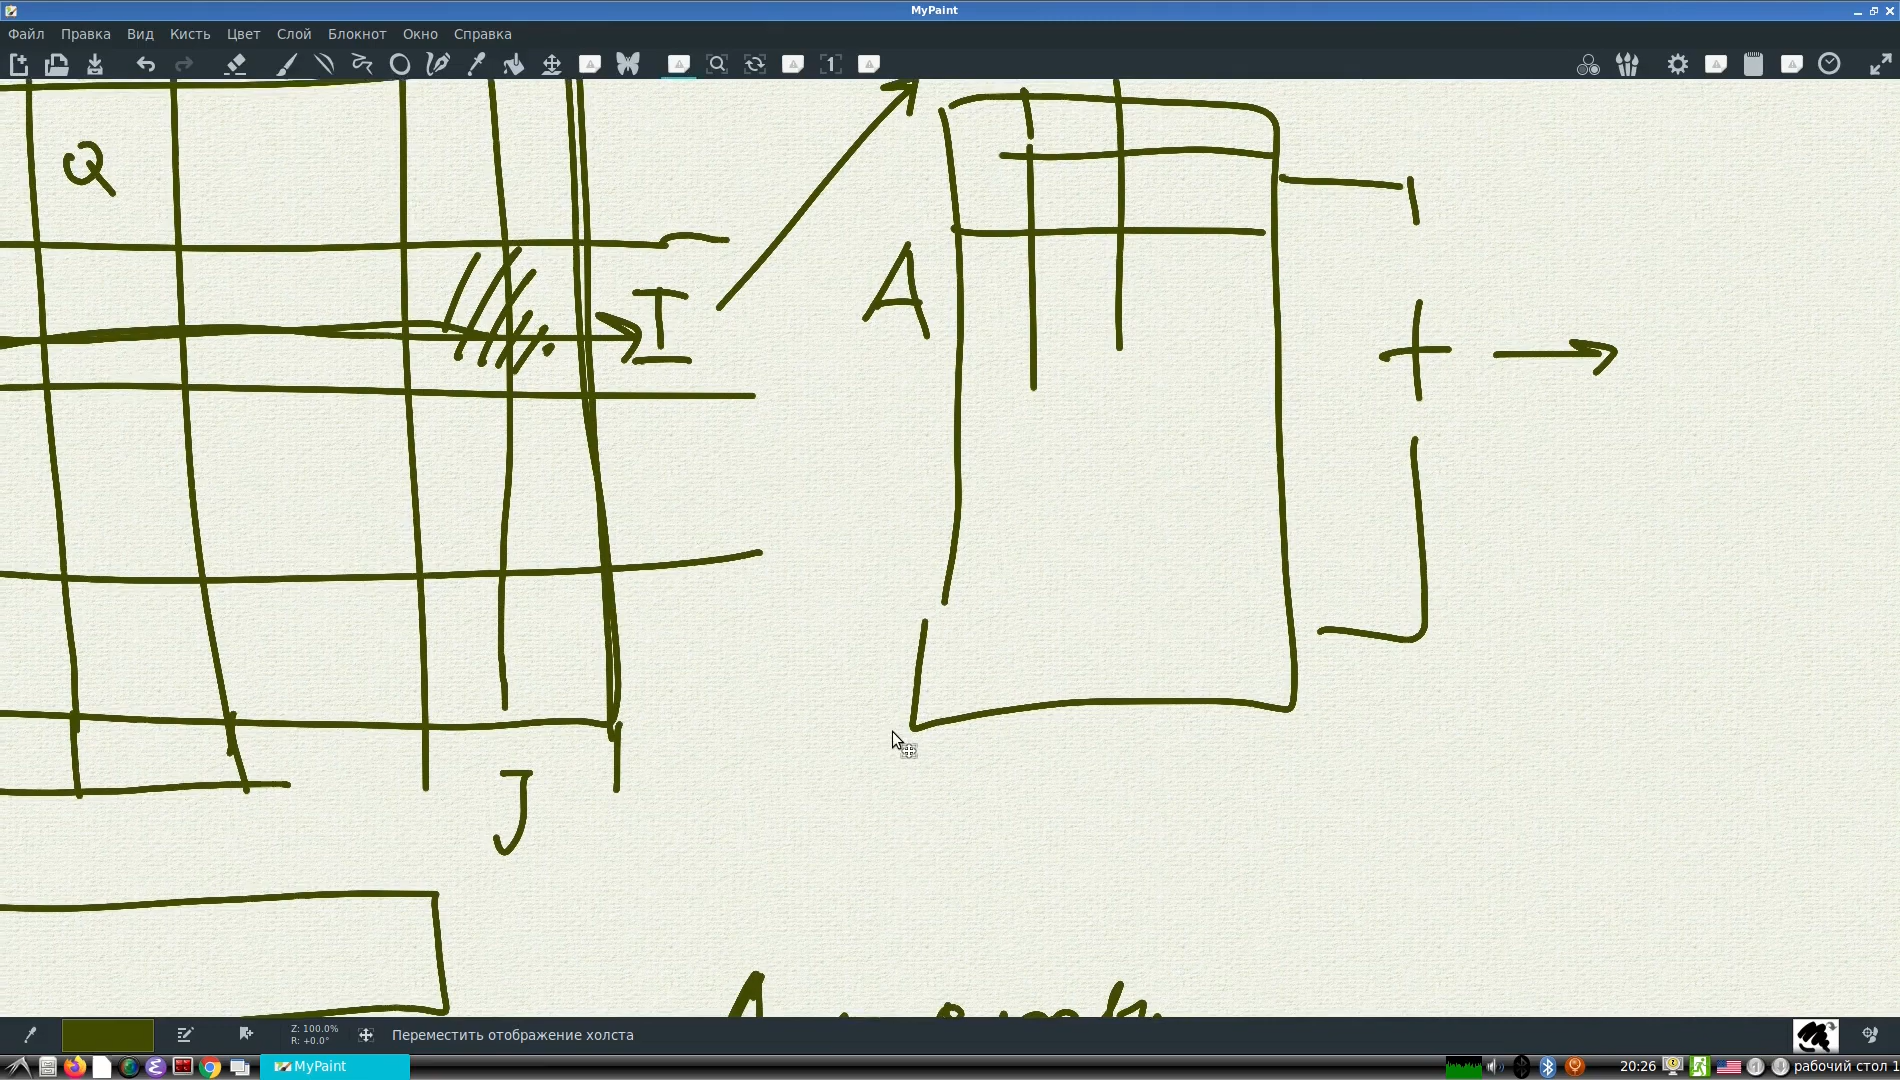 MyPaint
Файл Правка Вид Кисть Цвет Слой Блокнот Окно Справка
1
Q
I
A
+
J
Z: 100.0%
R: +0.0°
Переместить отображение холста
MyPaint
20:26
рабочий стол 1